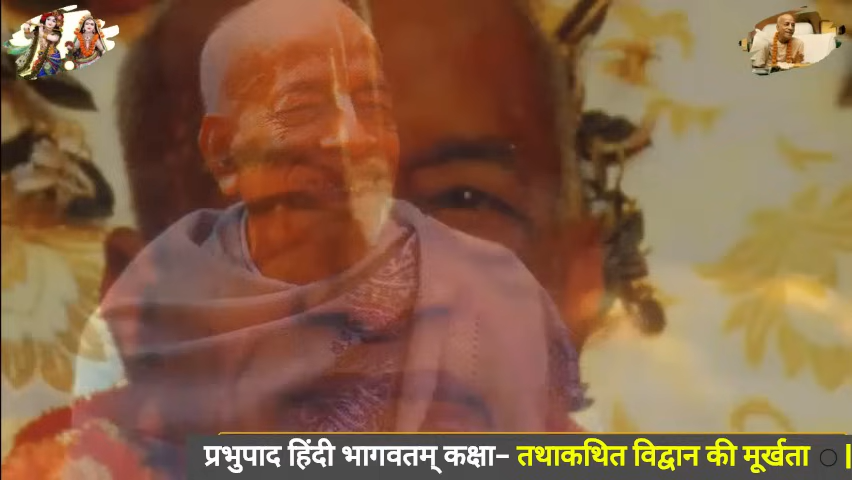 प्रभुपाद हिंदी भागवतम् कक्षा– तथाकथित विद्वान की मूर्खता ○ |